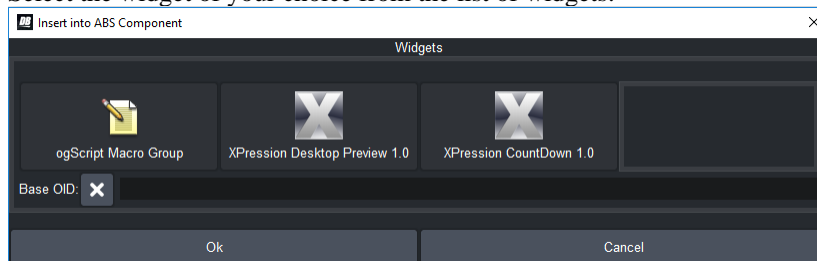 Select the widget of your choice from the list of widgets.
DB Insert into ABS Component
Widgets
ogScript Macro Group XPression Desktop Preview 1.0 XPression CountDown 1.0
Base OID:
Ok Cancel